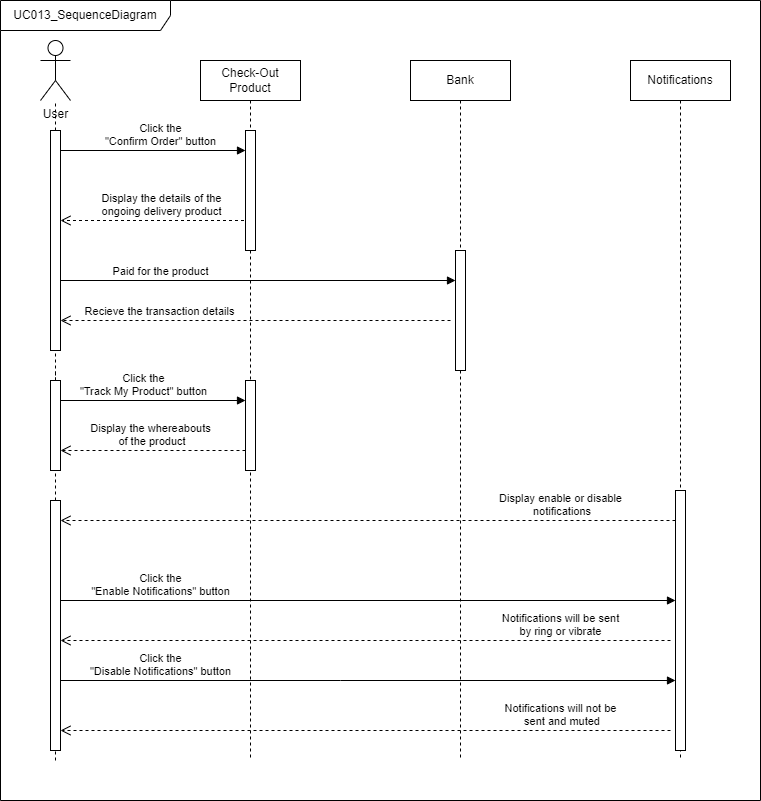 UC013_SequenceDiagram
User
Check-Out
Product
Bank
Notifications
Click the
"Confirm Order" button
Display the details of the
ongoing delivery product
Paid for the product
Recieve the transaction details
Click the
"Track My Product" button
Display the whereabouts
of the product
Display enable or disable
notifications
Click the
"Enable Notifications" button
Notifications will be sent
by ring or vibrate
Click the
"Disable Notifications" button
Notifications will not be
sent and muted